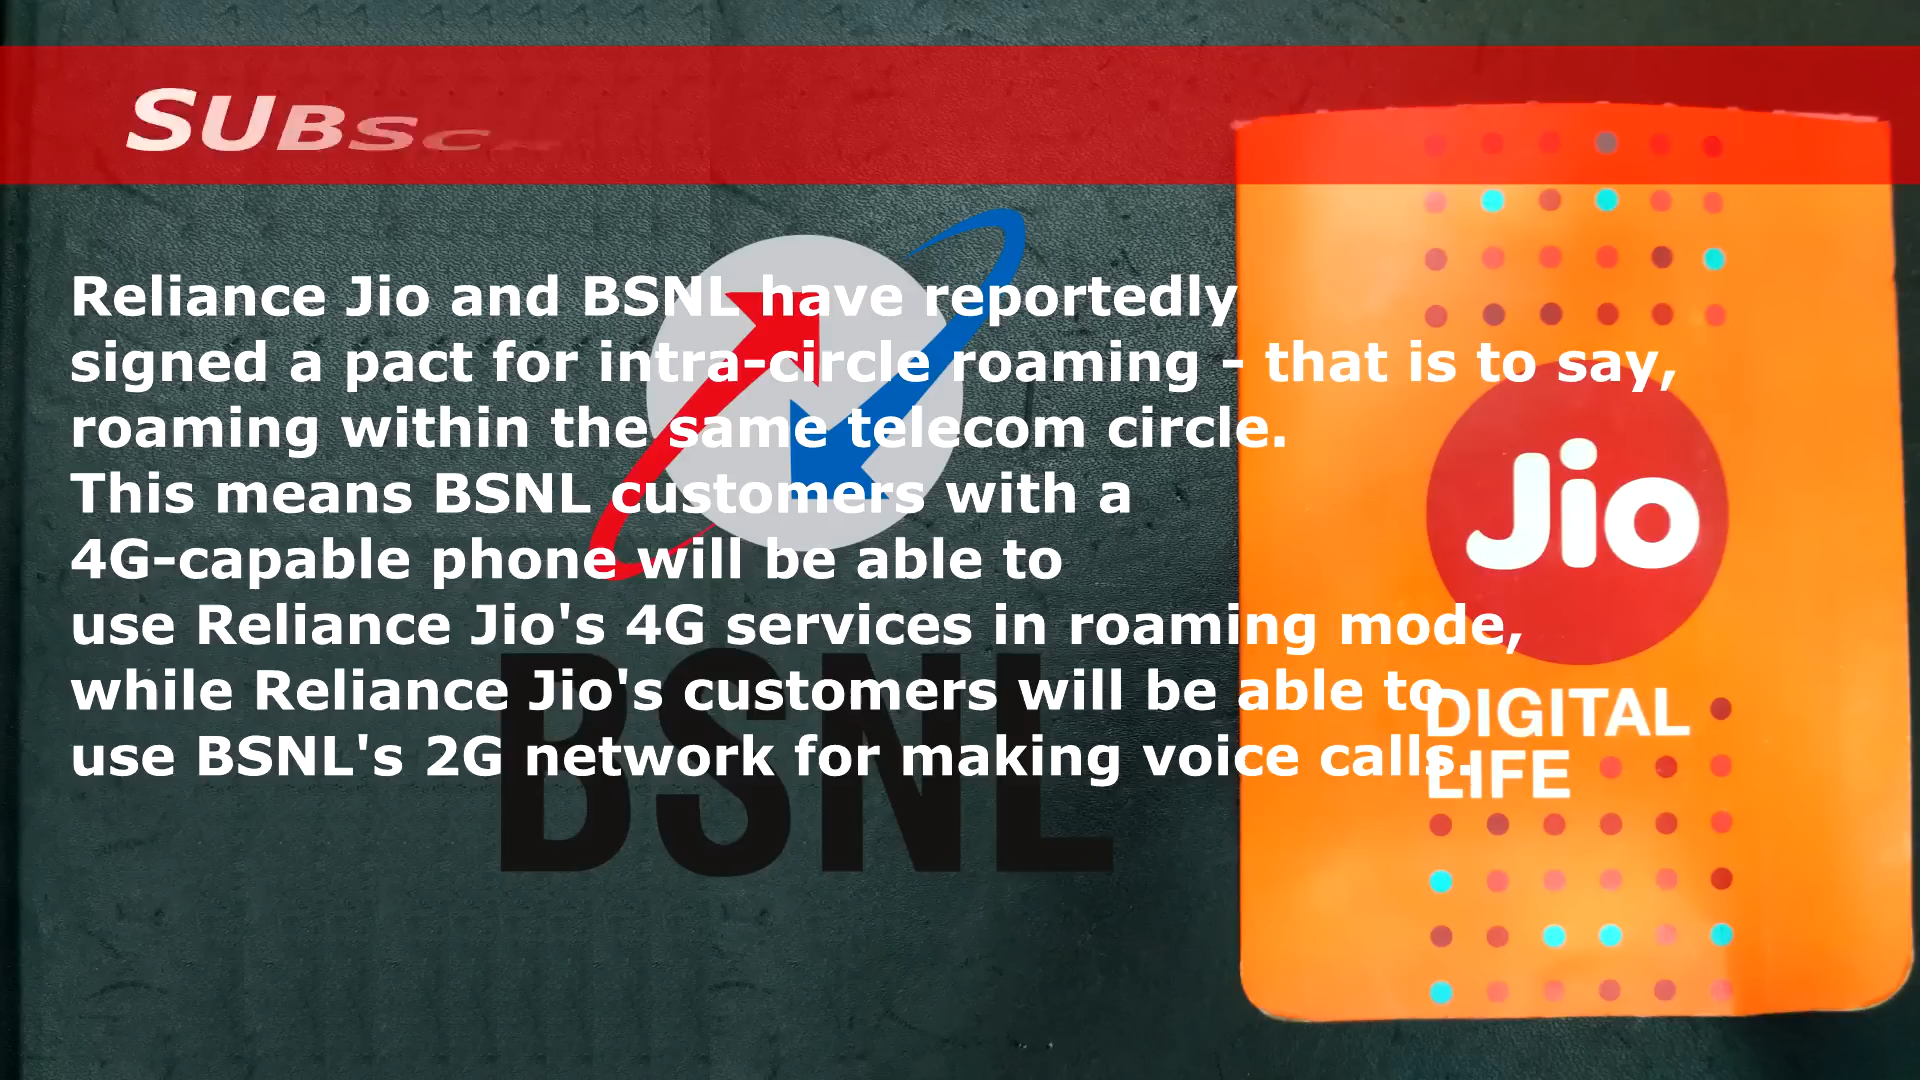 SUBSC
Reliance Jio and BSNL have reportedly
signed a pact for intra-circle roaming - that is to say,
roaming within the same telecom circle.
This means BSNL customers with a
4G-capable phone will be able to
use Reliance Jio's 4G services in roaming mode,
while Reliance Jio's customers will be able to
use BSNL's 2G network for making voice calls.
BSNL
Jio
DIGITAL
LIFE